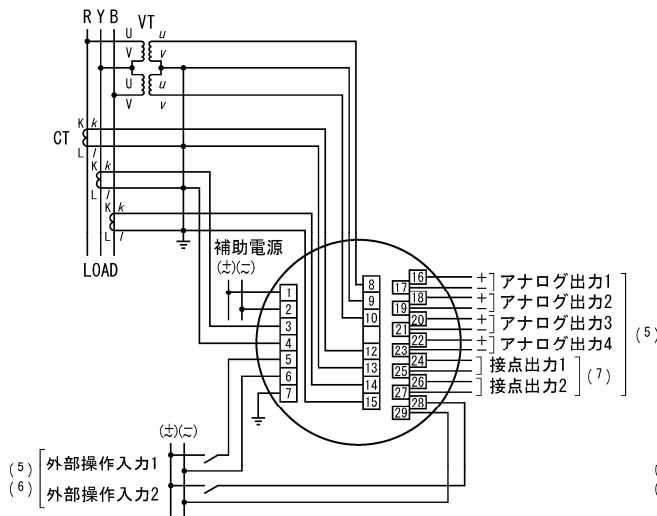 R Y B
VT
U u
V v
U u
V v
CT
K k
L l
K k
L l
K k
L l
LOAD
補助電源
(±)(~)
1
2
3
4
5
6
7
8
9
10
12
13
14
15
16
17
18
19
20
21
22
23
24
25
26
27
28
29
+
− アナログ出力1
+
− アナログ出力2
+
− アナログ出力3
+
− アナログ出力4
(5)
接点出力1
接点出力2
(7)
(±)(~)
(5)
(6)
外部操作入力1
外部操作入力2